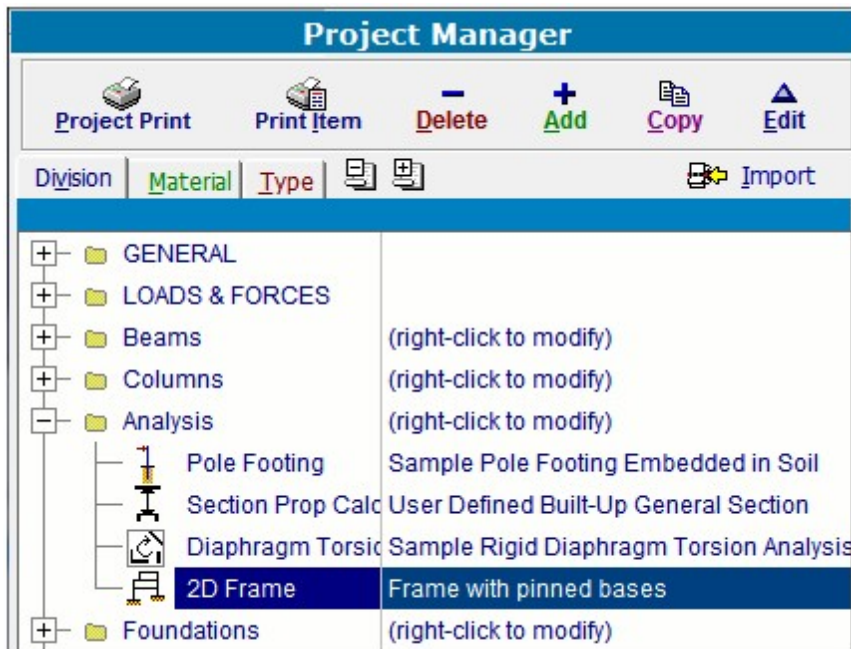 Project Manager
Project Print Print Item Delete Add Copy Edit
Division Material Type Import
GENERAL
LOADS & FORCES
Beams (right-click to modify)
Columns (right-click to modify)
Analysis (right-click to modify)
Pole Footing Sample Pole Footing Embedded in Soil
Section Prop Calc User Defined Built-Up General Section
Diaphragm Torsio Sample Rigid Diaphragm Torsion Analysis
2D Frame Frame with pinned bases
Foundations (right-click to modify)